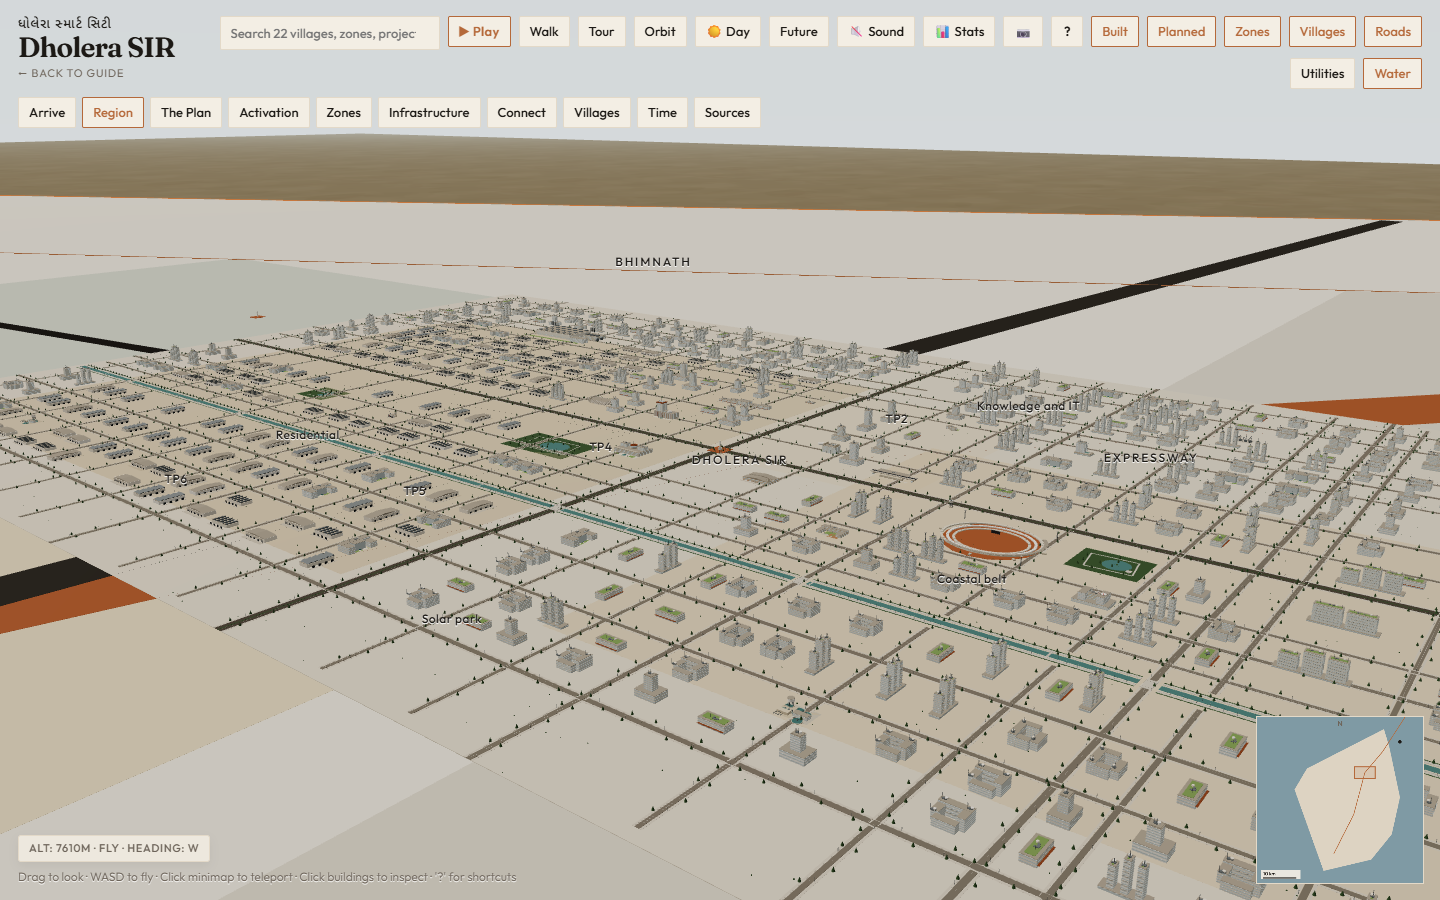 ધોલેરા સ્માર્ટ સિટી
Dholera SIR
← BACK TO GUIDE
Search 22 villages, zones, projec
▶ Play
Walk
Tour
Orbit
Day
Future
Sound
Stats
?
Built
Planned
Zones
Villages
Roads
Utilities
Water
Arrive
Region
The Plan
Activation
Zones
Infrastructure
Connect
Villages
Time
Sources
BHIMNATH
Knowledge and IT
TP2
Residential
TP4
DHOLERA SIR
EXPRESSWAY
TP6
TP5
Coastal belt
Solar park
N
10 km
ALT: 7610M · FLY · HEADING: W
Drag to look · WASD to fly · Click minimap to teleport · Click buildings to inspect · '?' for shortcuts